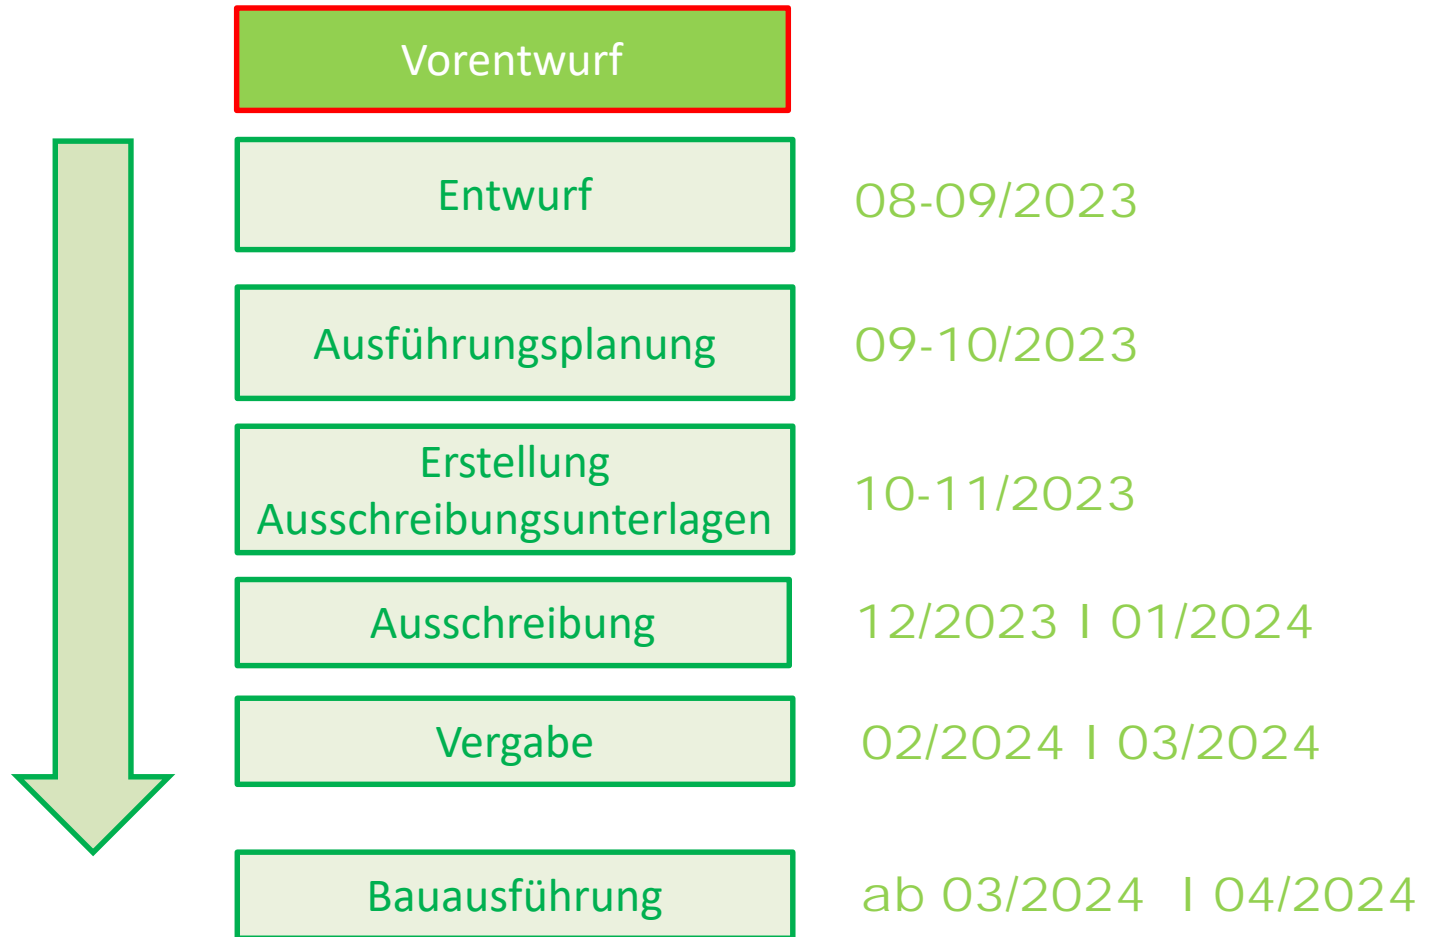 Vorentwurf
Entwurf
08-09/2023
Ausführungsplanung
09-10/2023
Erstellung
Ausschreibungsunterlagen
10-11/2023
Ausschreibung
12/2023 I 01/2024
Vergabe
02/2024 I 03/2024
Bauausführung
ab 03/2024 I 04/2024